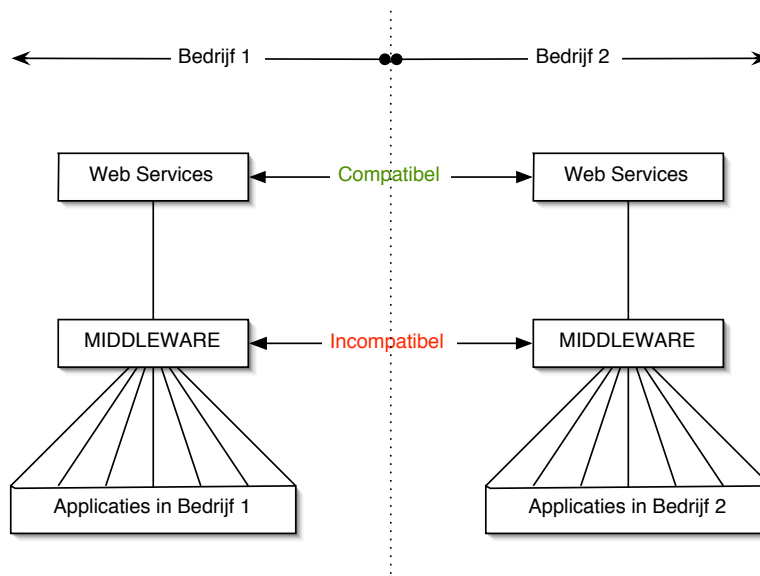 Bedrijf 1
Bedrijf 2
Web Services
Compatibel
Web Services
MIDDLEWARE
Incompatibel
MIDDLEWARE
Applicaties in Bedrijf 1
Applicaties in Bedrijf 2